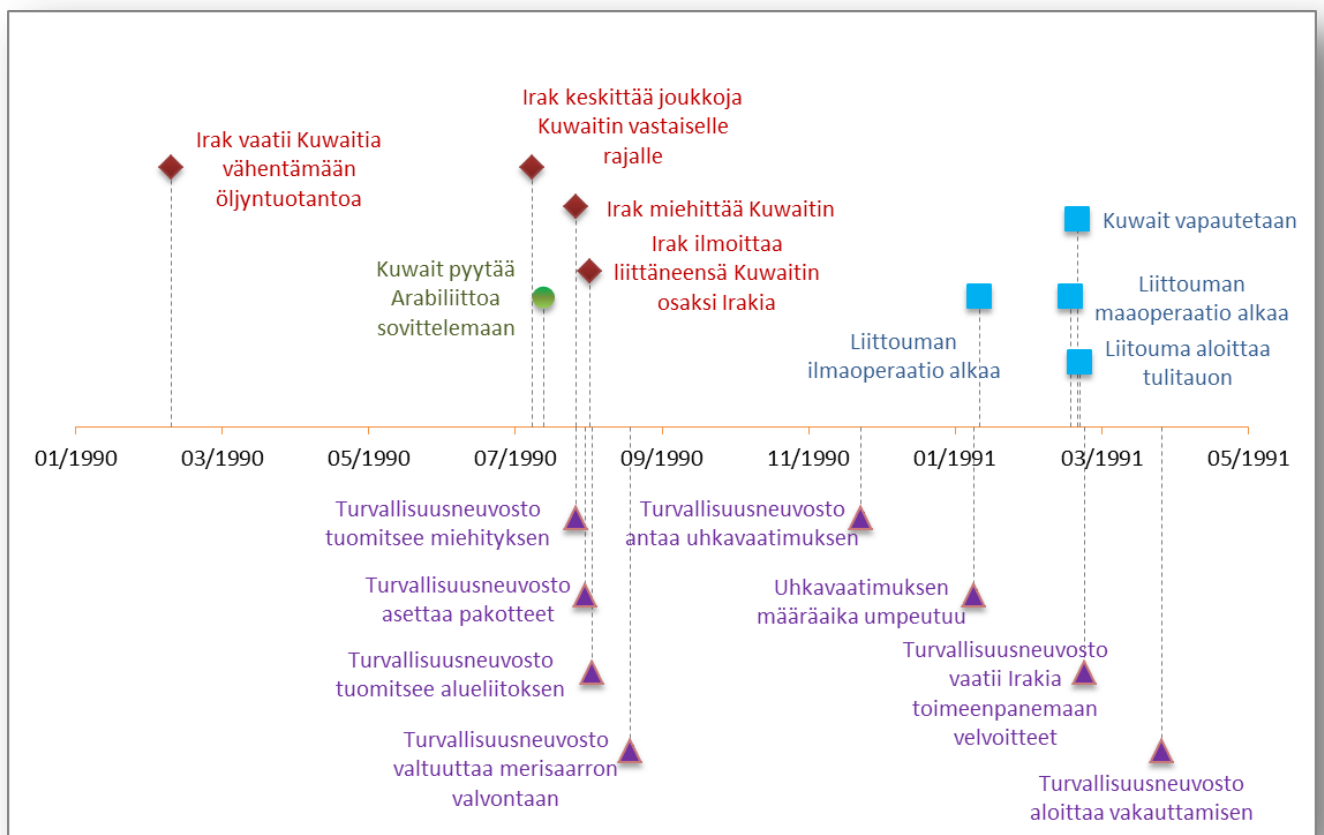 Irak vaatii Kuwaitia
vähentämään
öljyntuotantoa
Irak keskittää joukkoja
Kuwaitin vastaiselle
rajalle
Irak miehittää Kuwaitin
Irak ilmoittaa
liittäneensä Kuwaitin
osaksi Irakia
Kuwait pyytää
Arabiliittoa
sovittelemaan
Kuwait vapautetaan
Liittouman
maaoperaatio alkaa
Liittouman
ilmaoperaatio alkaa
Liitouma aloittaa
tulitauon
01/1990 03/1990 05/1990 07/1990 09/1990 11/1990 01/1991 03/1991 05/1991
Turvallisuusneuvosto
tuomitsee miehityksen
Turvallisuusneuvosto
antaa uhkavaatimuksen
Turvallisuusneuvosto
asettaa pakotteet
Uhkavaatimuksen
määräaika umpeutuu
Turvallisuusneuvosto
tuomitsee alueliitoksen
Turvallisuusneuvosto
vaatii Irakia
toimeenpanemaan
velvoitteet
Turvallisuusneuvosto
valtuuttaa merisaarron
valvontaan
Turvallisuusneuvosto
aloittaa vakauttamisen